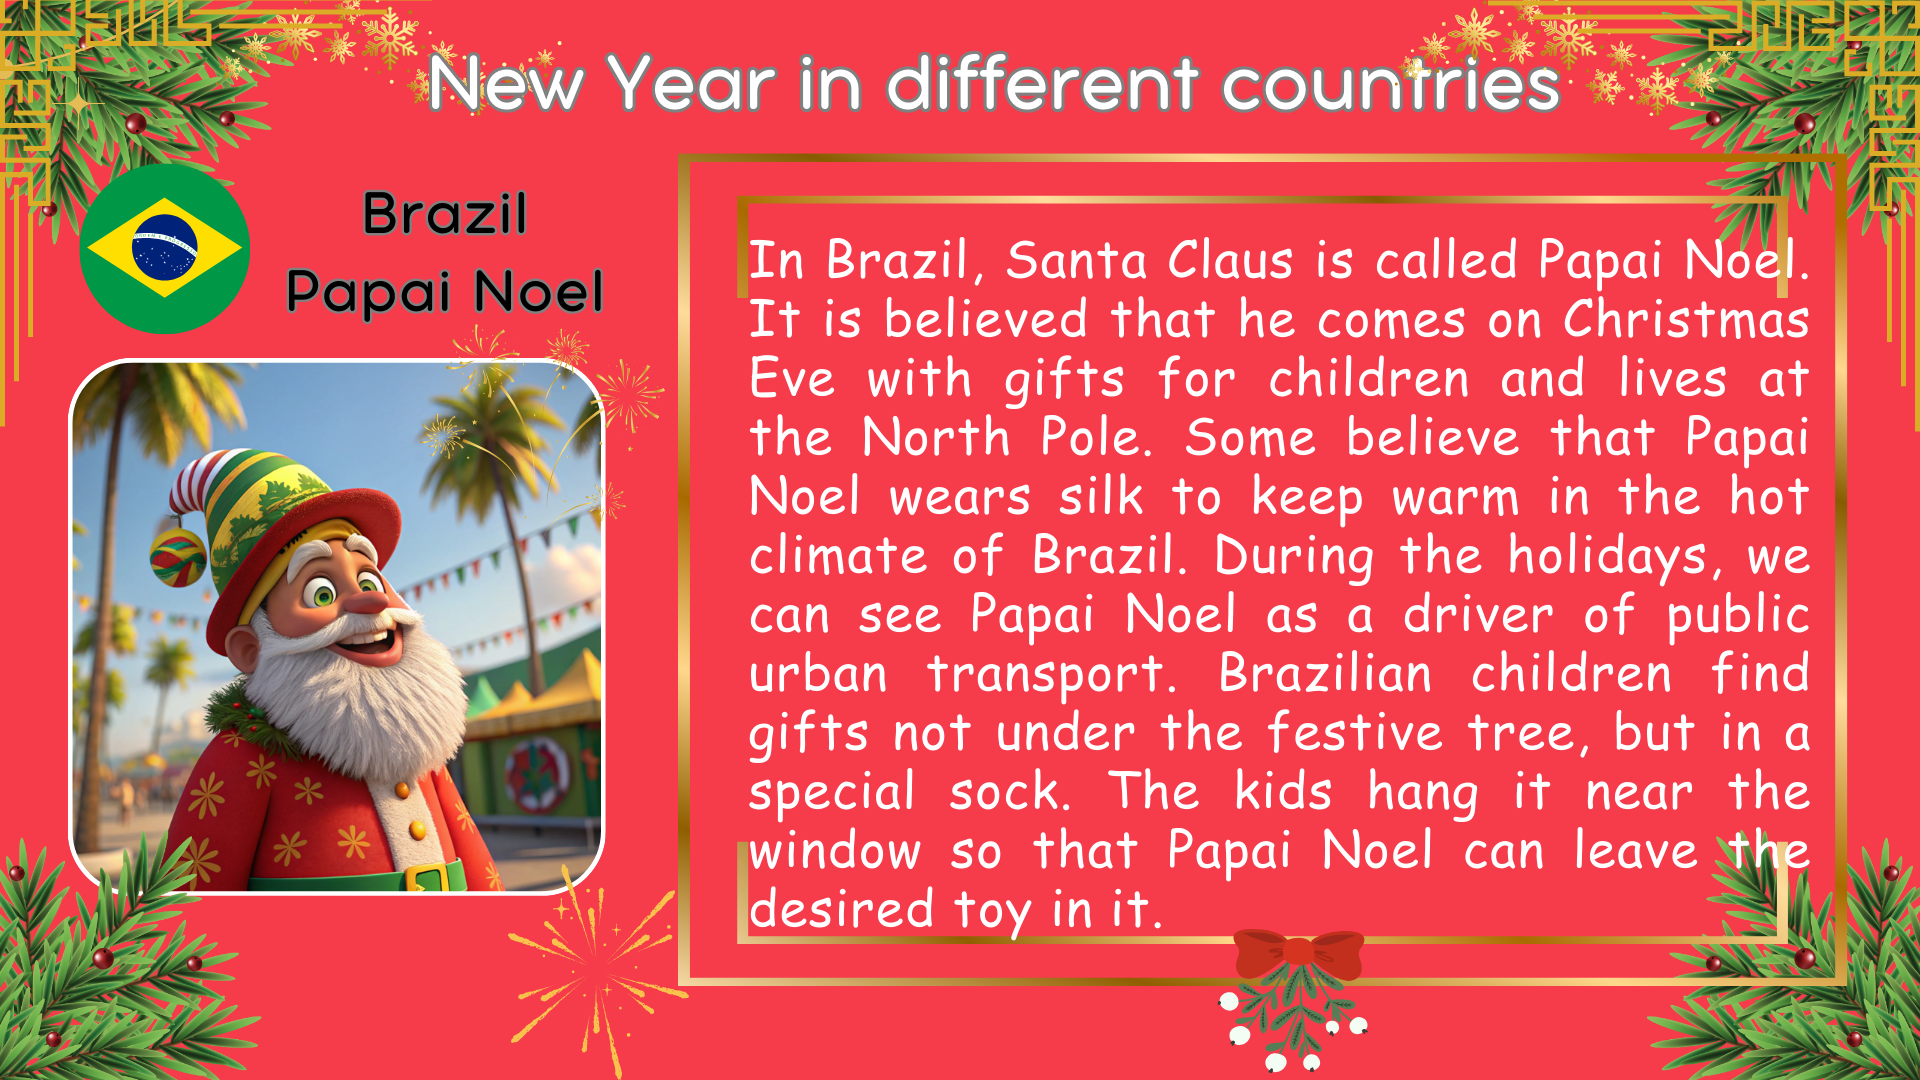 New Year in different countries
Brazil
Papai Noel
In Brazil, Santa Claus is called Papai Noel.
It is believed that he comes on Christmas
Eve with gifts for children and lives at
the North Pole. Some believe that Papai
Noel wears silk to keep warm in the hot
climate of Brazil. During the holidays, we
can see Papai Noel as a driver of public
urban transport. Brazilian children find
gifts not under the festive tree, but in a
special sock. The kids hang it near the
window so that Papai Noel can leave the
desired toy in it.